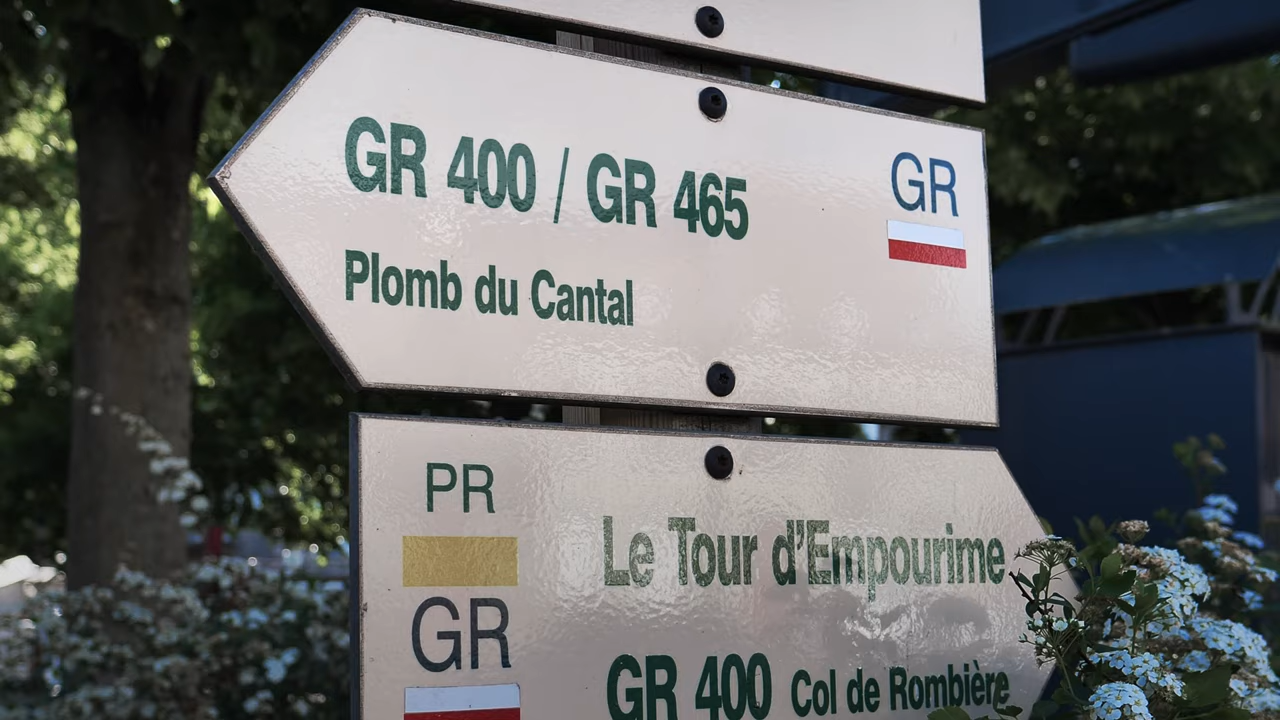 GR 400 / GR 465
GR
Plomb du Cantal
PR
Le Tour d'Empourime
GR
GR 400 Col de Rombière